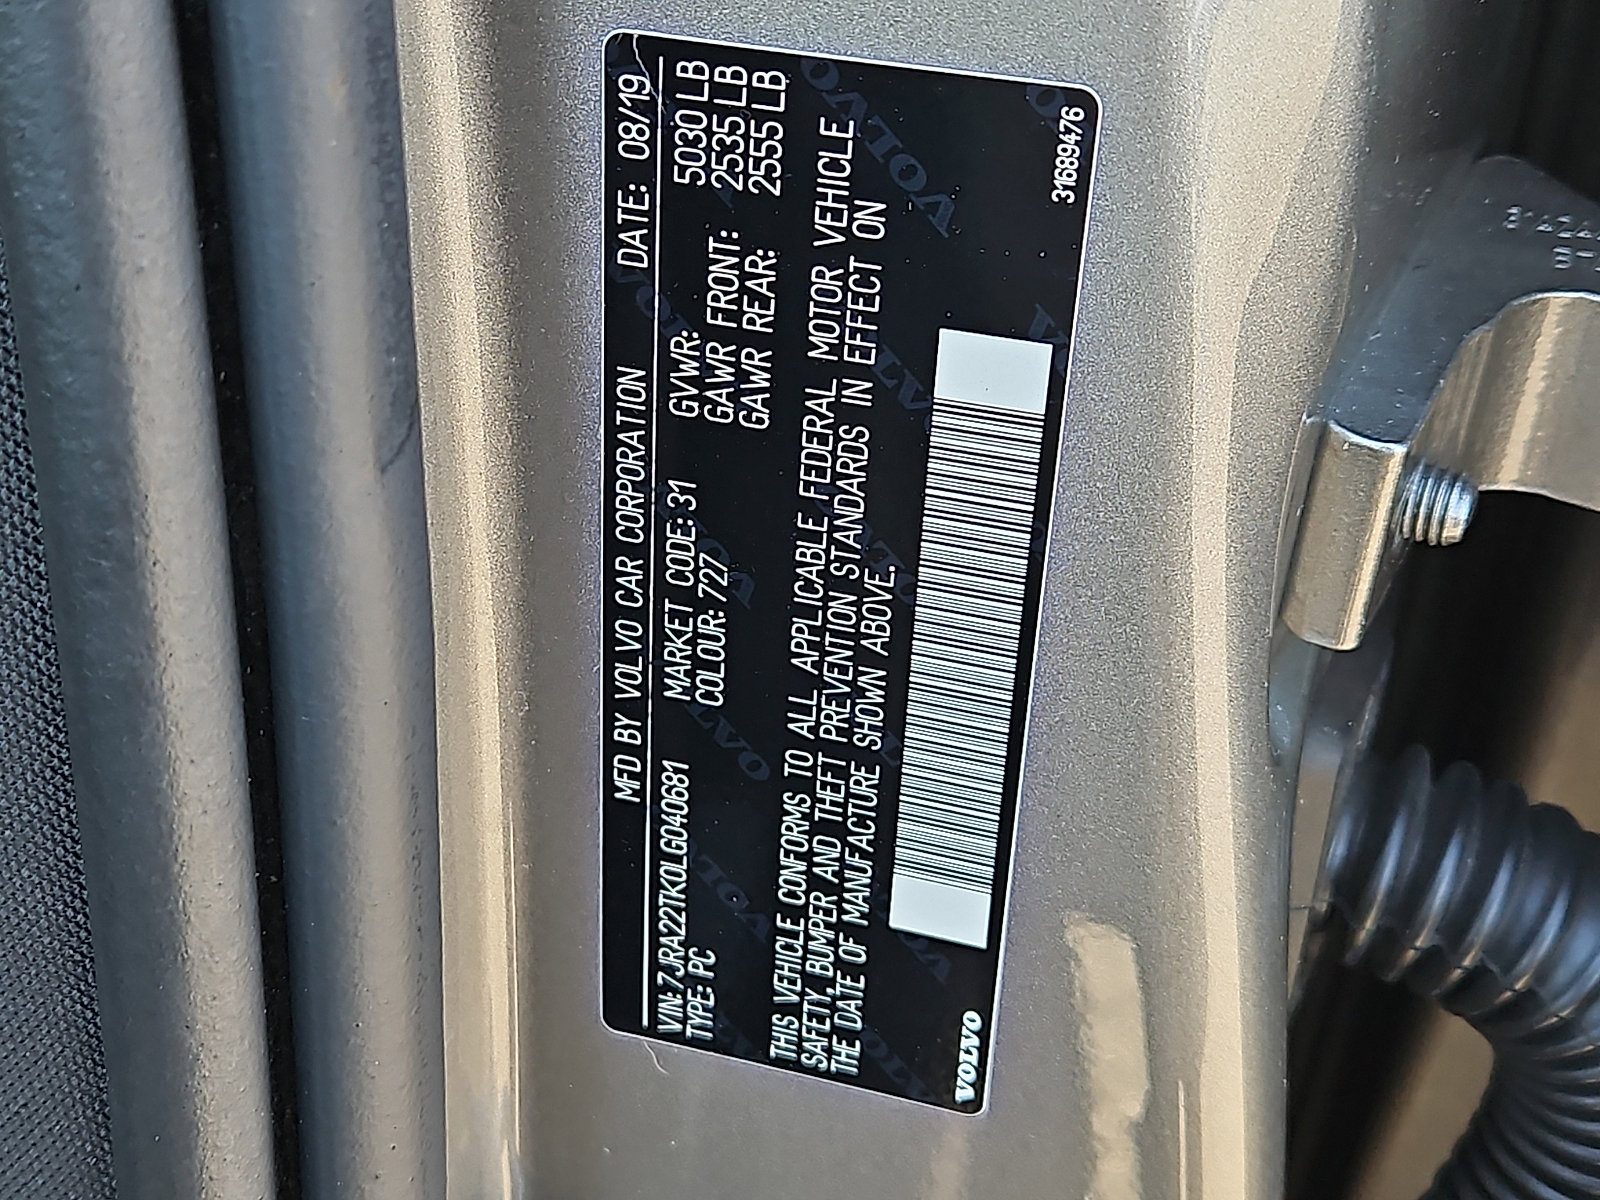 MFD BY VOLVO CAR CORPORATION DATE: 08/19
VIN: 7JRA22TK0LG040681 MARKET CODE: 31 GVWR: 5030 LB
TYPE: PC COLOUR: 727 GAWR FRONT: 2535 LB
GAWR REAR: 2555 LB
THIS VEHICLE CONFORMS TO ALL APPLICABLE FEDERAL MOTOR VEHICLE
SAFETY, BUMPER AND THEFT PREVENTION STANDARDS IN EFFECT ON
THE DATE OF MANUFACTURE SHOWN ABOVE.
VOLVO
31689476